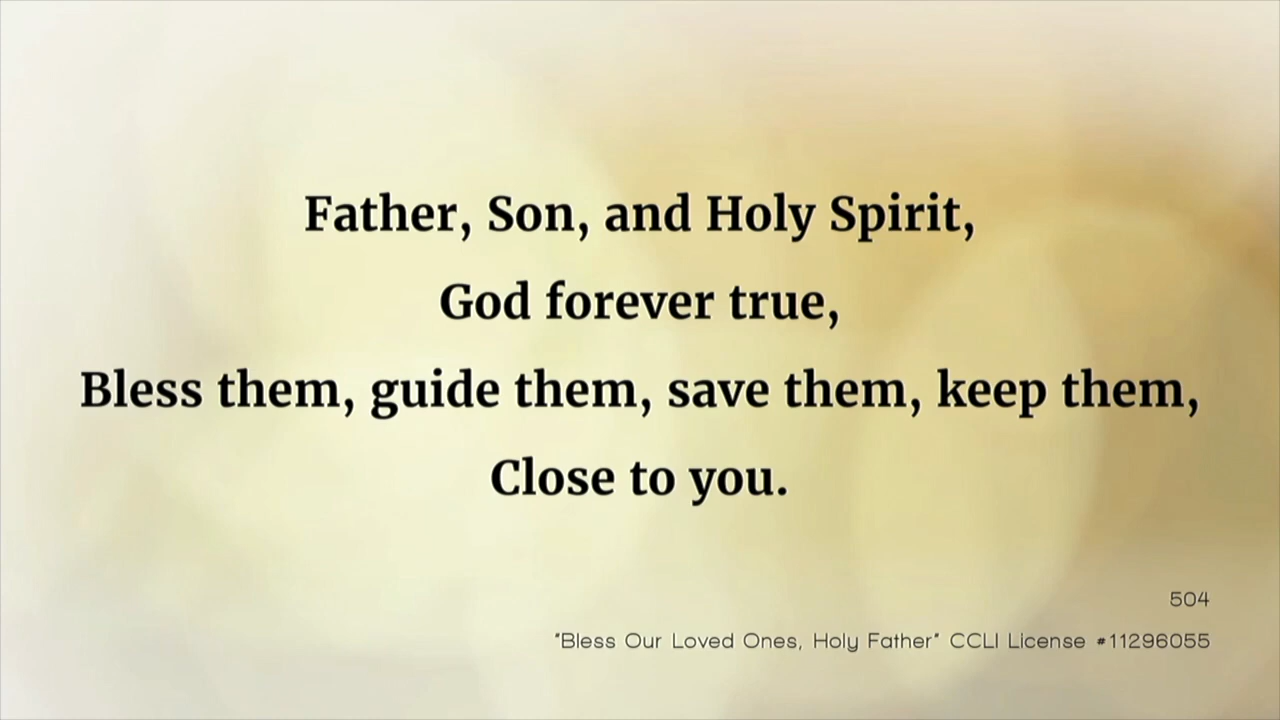 Father, Son, and Holy Spirit,
God forever true,
Bless them, guide them, save them, keep them,
Close to you.
504
"Bless Our Loved Ones, Holy Father" CCLI License #11296055